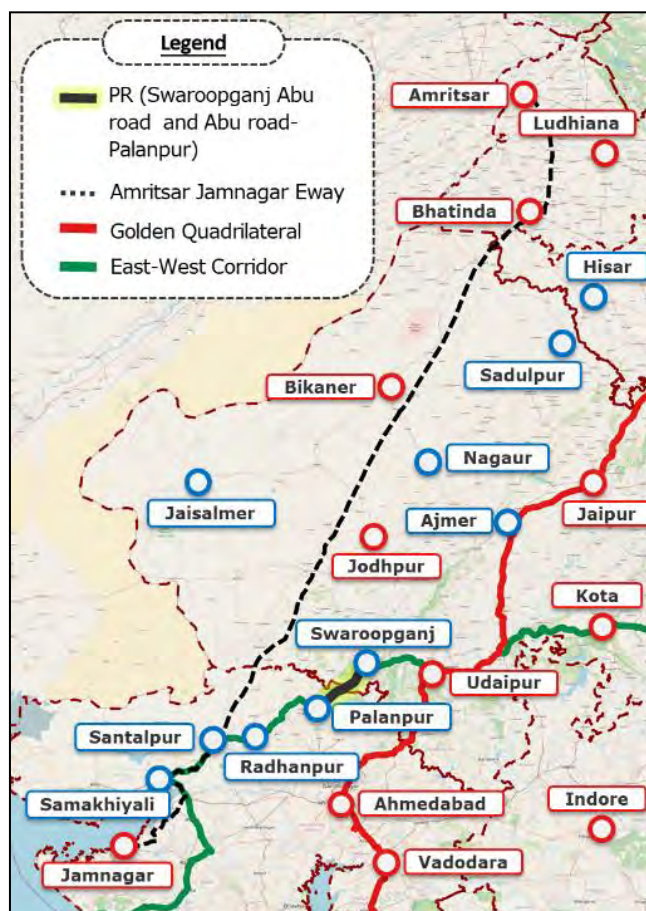 Legend
PR (Swaroopganj Abu
road and Abu road-
Palanpur)
Amritsar Jamnagar Eway
Golden Quadrilateral
East-West Corridor
Amritsar
Ludhiana
Bhatinda
Hisar
Sadulpur
Bikaner
Nagaur
Jaisalmer
Ajmer
Jaipur
Jodhpur
Kota
Swaroopganj
Udaipur
Palanpur
Santalpur
Radhanpur
Samakhiyali
Ahmedabad
Indore
Jamnagar
Vadodara